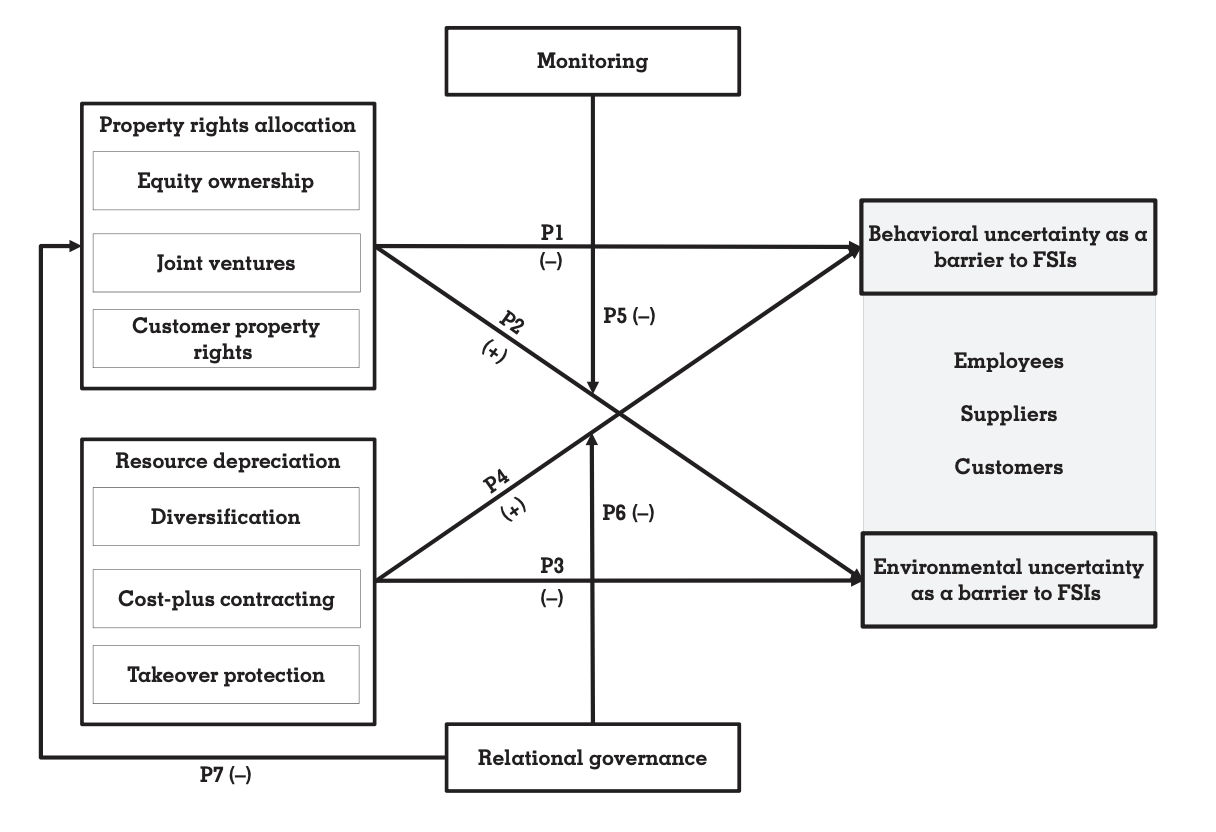 Monitoring
Property rights allocation
Equity ownership
Joint ventures
Customer property
rights
P1
(–)
P2
(+)
P5 (–)
Behavioral uncertainty as a
barrier to FSIs
Employees
Suppliers
Customers
Resource depreciation
Diversification
Cost-plus contracting
Takeover protection
P4
(+)
P6 (–)
P3
(–)
Environmental uncertainty
as a barrier to FSIs
Relational governance
P7 (–)